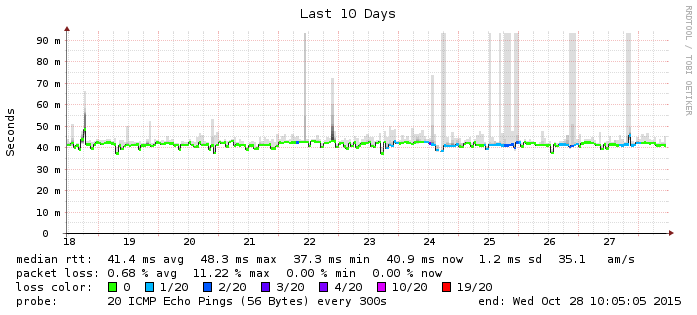 Last 10 Days
RRDTOOL / TOBI OETIKER
Seconds
90 m
80 m
70 m
60 m
50 m
40 m
30 m
20 m
10 m
0
18 19 20 21 22 23 24 25 26 27
median rtt: 41.4 ms avg 48.3 ms max 37.3 ms min 40.9 ms now 1.2 ms sd 35.1 am/s
packet loss: 0.68 % avg 11.22 % max 0.00 % min 0.00 % now
loss color: 0 1/20 2/20 3/20 4/20 10/20 19/20
probe: 20 ICMP Echo Pings (56 Bytes) every 300s end: Wed Oct 28 10:05:05 2015